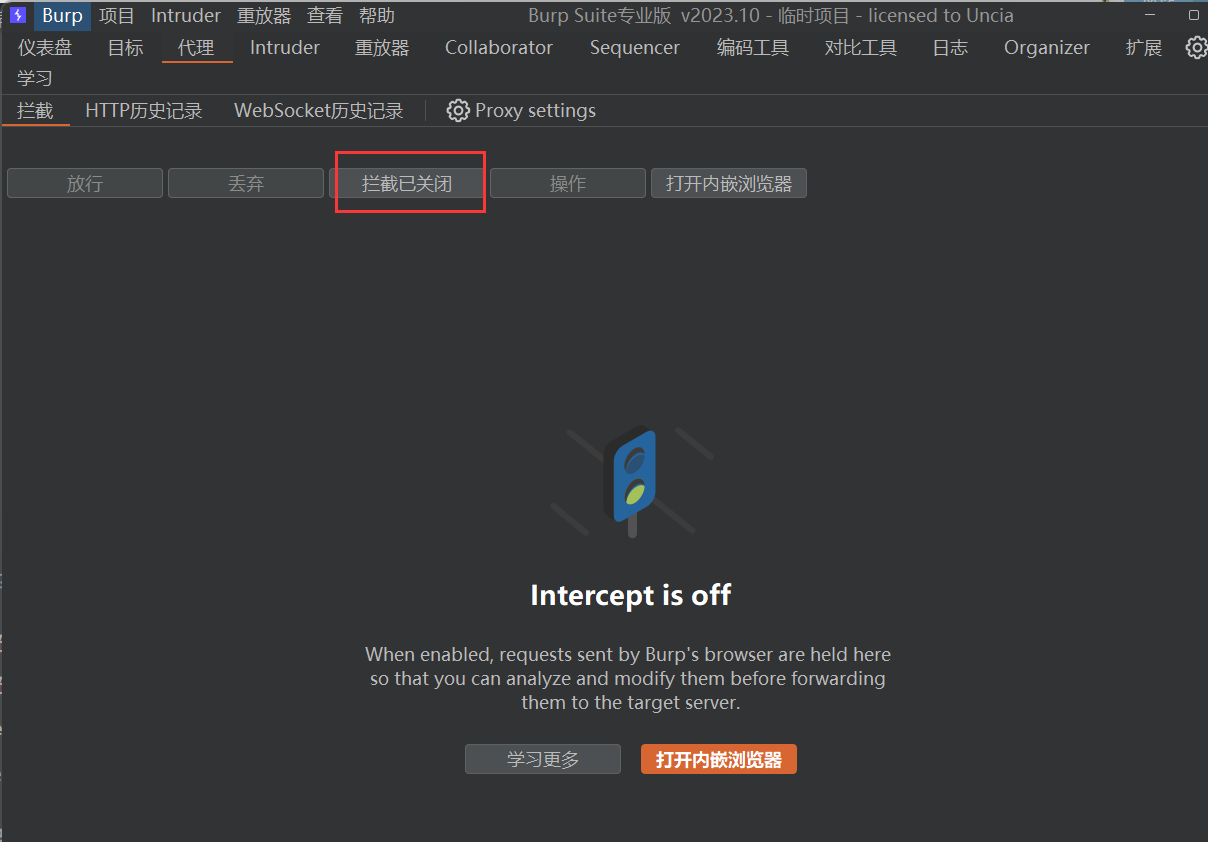 Burp 项目 Intruder 重放器 查看 帮助 Burp Suite专业版 v2023.10 - 临时项目 - licensed to Uncia
仪表盘 目标 代理 Intruder 重放器 Collaborator Sequencer 编码工具 对比工具 日志 Organizer 扩展
学习
拦截 HTTP历史记录 WebSocket历史记录 Proxy settings
放行 丢弃 拦截已关闭 操作 打开内嵌浏览器
Intercept is off
When enabled, requests sent by Burp's browser are held here
so that you can analyze and modify them before forwarding
them to the target server.
学习更多 打开内嵌浏览器